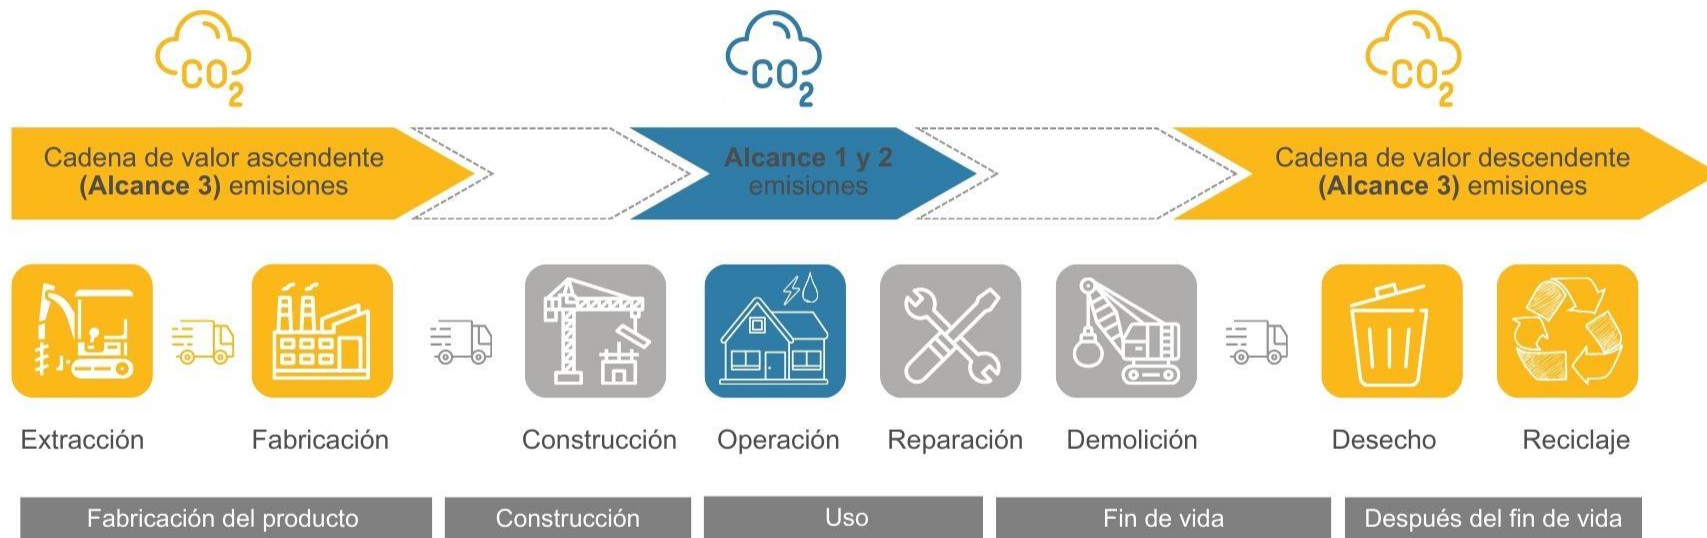 CO2
CO2
CO2
Cadena de valor ascendente
(Alcance 3) emisiones
Alcance 1 y 2
emisiones
Cadena de valor descendente
(Alcance 3) emisiones
Extracción
Fabricación
Construcción
Operación
Reparación
Demolición
Desecho
Reciclaje
Fabricación del producto
Construcción
Uso
Fin de vida
Después del fin de vida